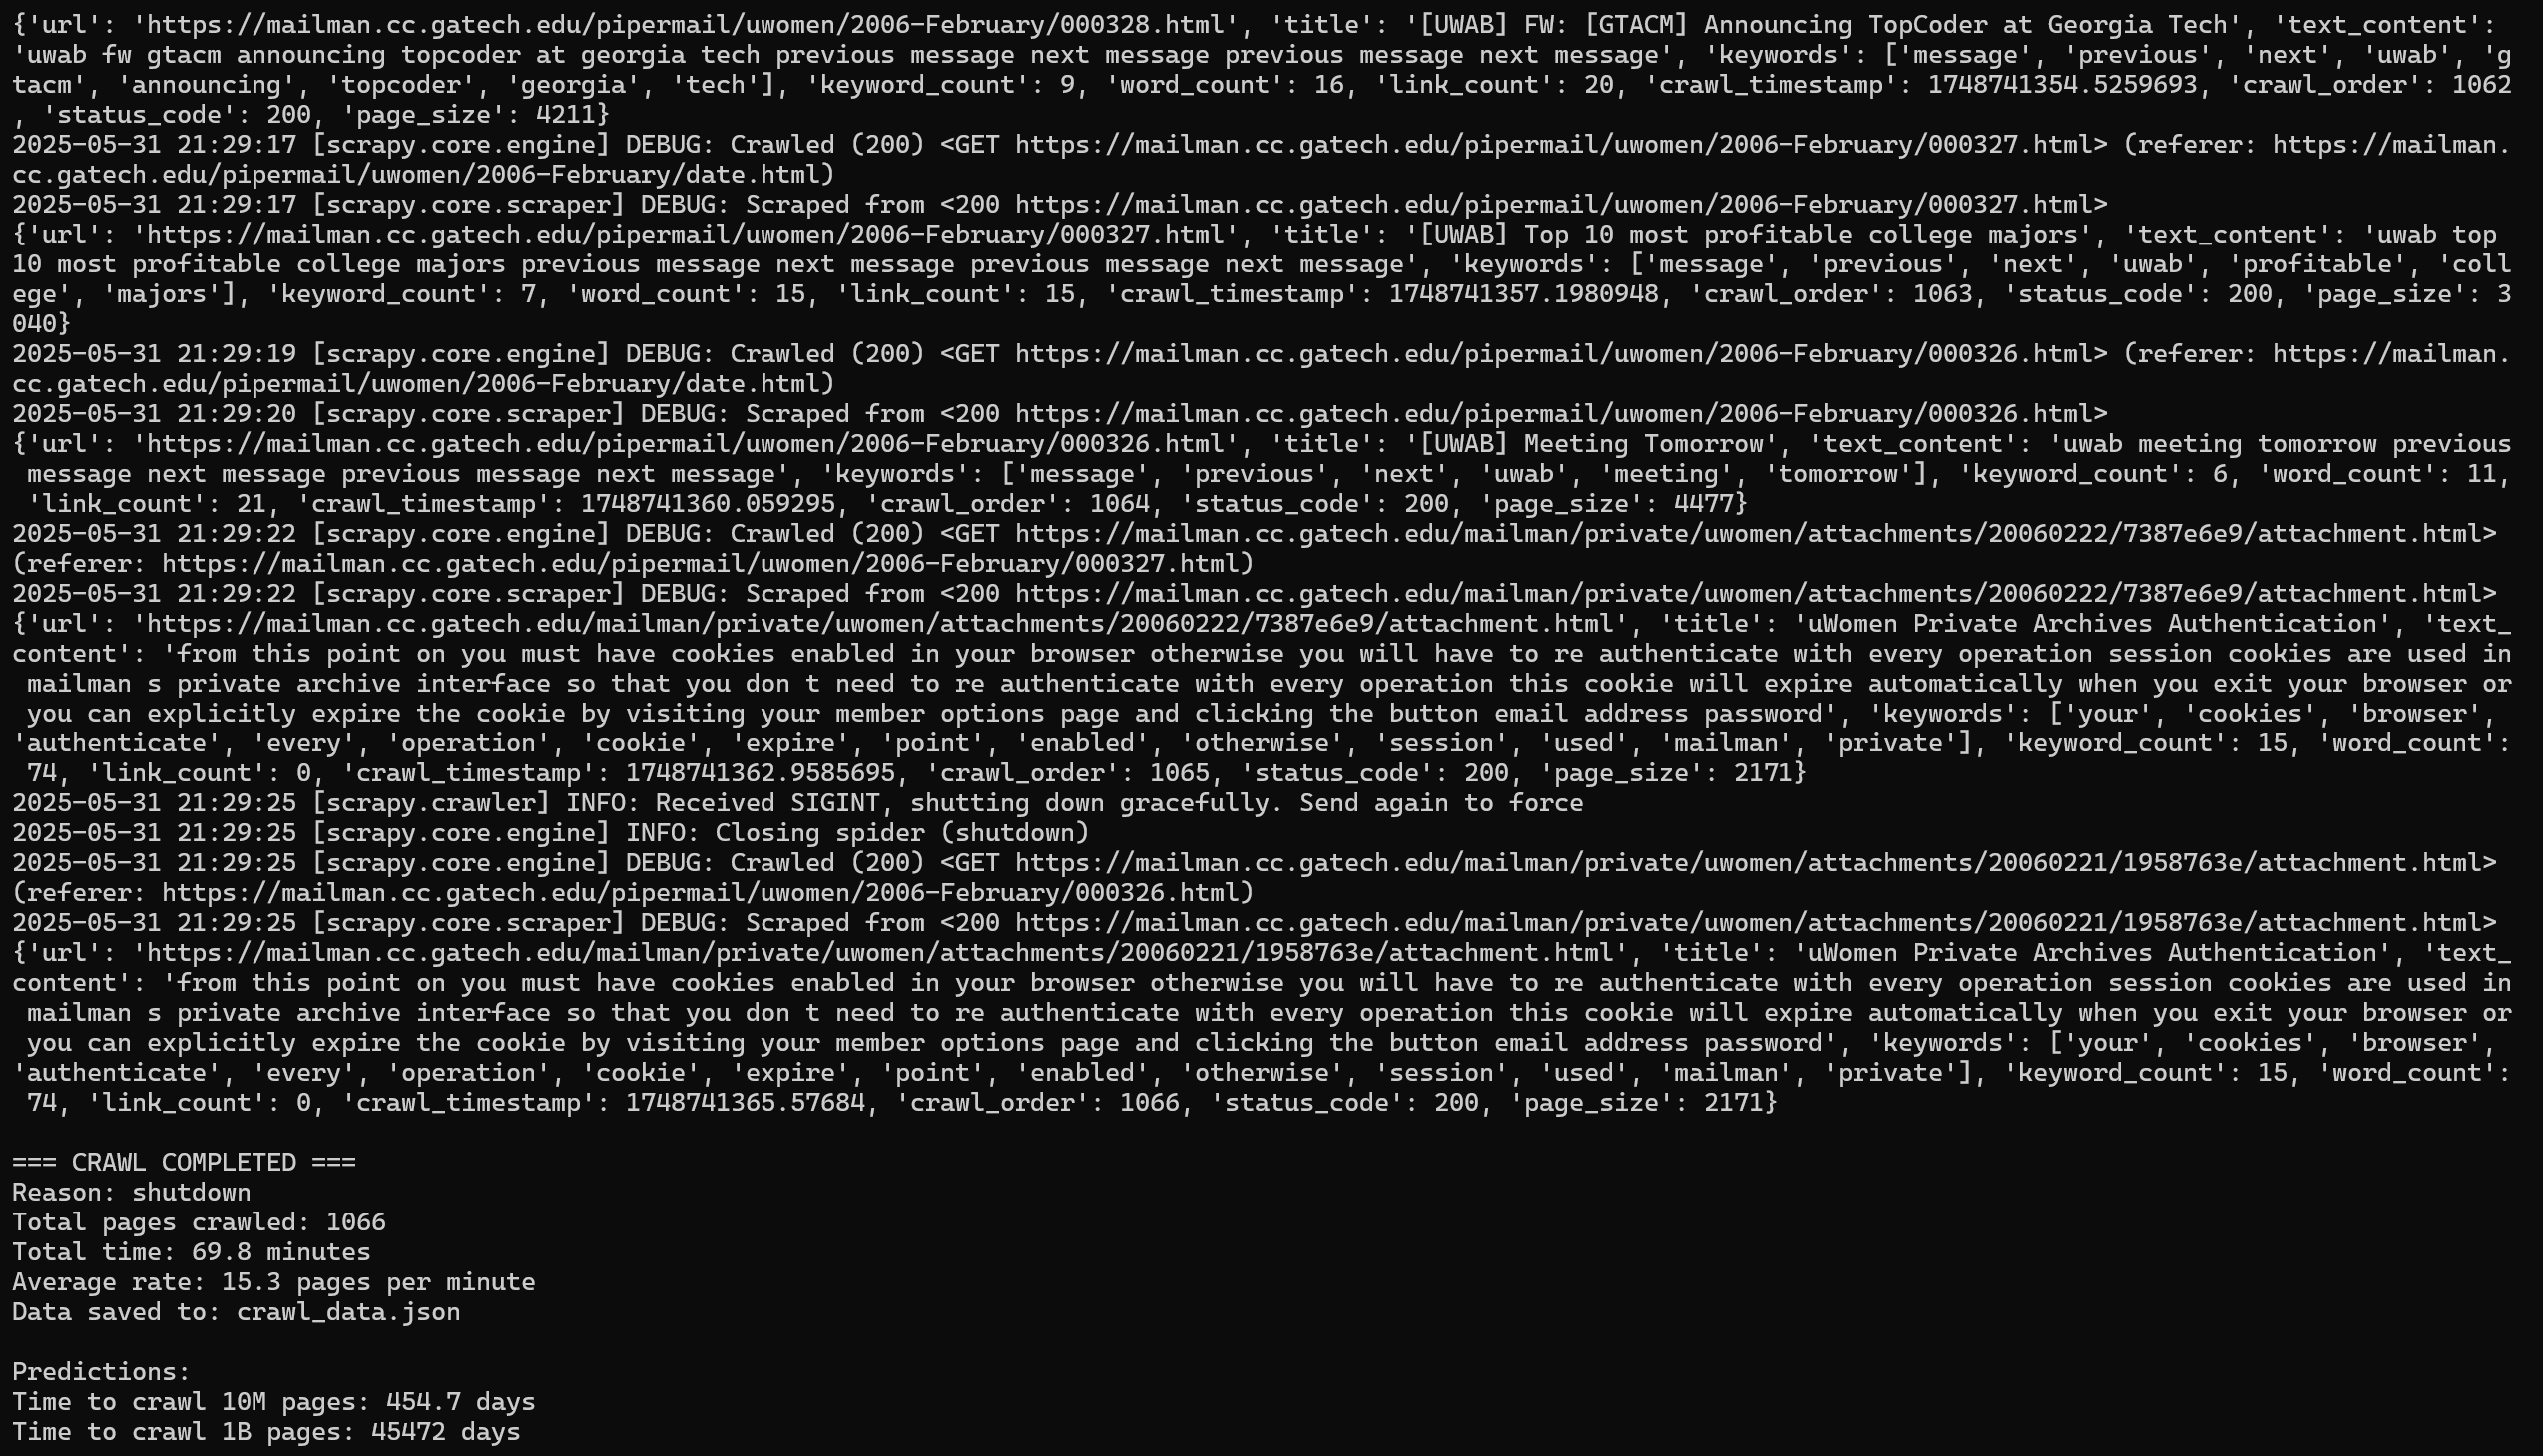 {'url': 'https://mailman.cc.gatech.edu/pipermail/uwomen/2006-February/000328.html', 'title': '[UWAB] FW: [GTACM] Announcing TopCoder at Georgia Tech', 'text_content':
'uwab fw gtacm announcing topcoder at georgia tech previous message next message previous message next message', 'keywords': ['message', 'previous', 'next', 'uwab', 'g
tacm', 'announcing', 'topcoder', 'georgia', 'tech'], 'keyword_count': 9, 'word_count': 16, 'link_count': 20, 'crawl_timestamp': 1748741354.5259693, 'crawl_order': 1062
, 'status_code': 200, 'page_size': 4211}
2025-05-31 21:29:17 [scrapy.core.engine] DEBUG: Crawled (200) <GET https://mailman.cc.gatech.edu/pipermail/uwomen/2006-February/000327.html> (referer: https://mailman.
cc.gatech.edu/pipermail/uwomen/2006-February/date.html)
2025-05-31 21:29:17 [scrapy.core.scraper] DEBUG: Scraped from <200 https://mailman.cc.gatech.edu/pipermail/uwomen/2006-February/000327.html>
{'url': 'https://mailman.cc.gatech.edu/pipermail/uwomen/2006-February/000327.html', 'title': '[UWAB] Top 10 most profitable college majors', 'text_content': 'uwab top
10 most profitable college majors previous message next message previous message next message', 'keywords': ['message', 'previous', 'next', 'uwab', 'profitable', 'coll
ege', 'majors'], 'keyword_count': 7, 'word_count': 15, 'link_count': 15, 'crawl_timestamp': 1748741357.1980948, 'crawl_order': 1063, 'status_code': 200, 'page_size': 3
040}
2025-05-31 21:29:19 [scrapy.core.engine] DEBUG: Crawled (200) <GET https://mailman.cc.gatech.edu/pipermail/uwomen/2006-February/000326.html> (referer: https://mailman.
cc.gatech.edu/pipermail/uwomen/2006-February/date.html)
2025-05-31 21:29:20 [scrapy.core.scraper] DEBUG: Scraped from <200 https://mailman.cc.gatech.edu/pipermail/uwomen/2006-February/000326.html>
{'url': 'https://mailman.cc.gatech.edu/pipermail/uwomen/2006-February/000326.html', 'title': '[UWAB] Meeting Tomorrow', 'text_content': 'uwab meeting tomorrow previous
 message next message previous message next message', 'keywords': ['message', 'previous', 'next', 'uwab', 'meeting', 'tomorrow'], 'keyword_count': 6, 'word_count': 11,
 'link_count': 21, 'crawl_timestamp': 1748741360.059295, 'crawl_order': 1064, 'status_code': 200, 'page_size': 4477}
2025-05-31 21:29:22 [scrapy.core.engine] DEBUG: Crawled (200) <GET https://mailman.cc.gatech.edu/mailman/private/uwomen/attachments/20060222/7387e6e9/attachment.html>
(referer: https://mailman.cc.gatech.edu/pipermail/uwomen/2006-February/000327.html)
2025-05-31 21:29:22 [scrapy.core.scraper] DEBUG: Scraped from <200 https://mailman.cc.gatech.edu/mailman/private/uwomen/attachments/20060222/7387e6e9/attachment.html>
{'url': 'https://mailman.cc.gatech.edu/mailman/private/uwomen/attachments/20060222/7387e6e9/attachment.html', 'title': 'uWomen Private Archives Authentication', 'text_
content': 'from this point on you must have cookies enabled in your browser otherwise you will have to re authenticate with every operation session cookies are used in
 mailman s private archive interface so that you don t need to re authenticate with every operation this cookie will expire automatically when you exit your browser or
 you can explicitly expire the cookie by visiting your member options page and clicking the button email address password', 'keywords': ['your', 'cookies', 'browser',
'authenticate', 'every', 'operation', 'cookie', 'expire', 'point', 'enabled', 'otherwise', 'session', 'used', 'mailman', 'private'], 'keyword_count': 15, 'word_count':
 74, 'link_count': 0, 'crawl_timestamp': 1748741362.9585695, 'crawl_order': 1065, 'status_code': 200, 'page_size': 2171}
2025-05-31 21:29:25 [scrapy.crawler] INFO: Received SIGINT, shutting down gracefully. Send again to force
2025-05-31 21:29:25 [scrapy.core.engine] INFO: Closing spider (shutdown)
2025-05-31 21:29:25 [scrapy.core.engine] DEBUG: Crawled (200) <GET https://mailman.cc.gatech.edu/mailman/private/uwomen/attachments/20060221/1958763e/attachment.html>
(referer: https://mailman.cc.gatech.edu/pipermail/uwomen/2006-February/000326.html)
2025-05-31 21:29:25 [scrapy.core.scraper] DEBUG: Scraped from <200 https://mailman.cc.gatech.edu/mailman/private/uwomen/attachments/20060221/1958763e/attachment.html>
{'url': 'https://mailman.cc.gatech.edu/mailman/private/uwomen/attachments/20060221/1958763e/attachment.html', 'title': 'uWomen Private Archives Authentication', 'text_
content': 'from this point on you must have cookies enabled in your browser otherwise you will have to re authenticate with every operation session cookies are used in
 mailman s private archive interface so that you don t need to re authenticate with every operation this cookie will expire automatically when you exit your browser or
 you can explicitly expire the cookie by visiting your member options page and clicking the button email address password', 'keywords': ['your', 'cookies', 'browser',
'authenticate', 'every', 'operation', 'cookie', 'expire', 'point', 'enabled', 'otherwise', 'session', 'used', 'mailman', 'private'], 'keyword_count': 15, 'word_count':
 74, 'link_count': 0, 'crawl_timestamp': 1748741365.57684, 'crawl_order': 1066, 'status_code': 200, 'page_size': 2171}

=== CRAWL COMPLETED ===
Reason: shutdown
Total pages crawled: 1066
Total time: 69.8 minutes
Average rate: 15.3 pages per minute
Data saved to: crawl_data.json

Predictions:
Time to crawl 10M pages: 454.7 days
Time to crawl 1B pages: 45472 days